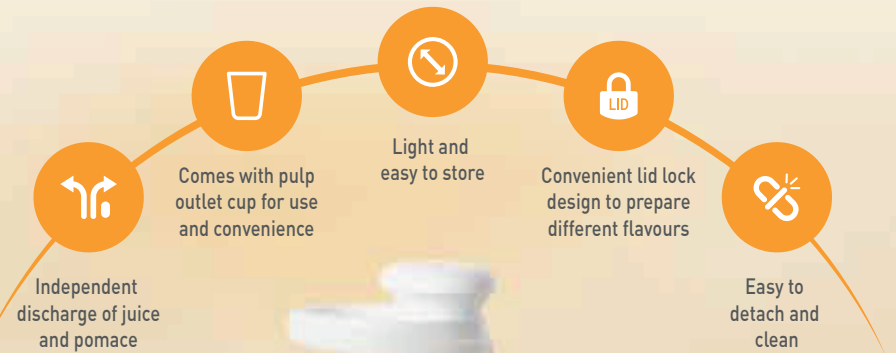 Independent
discharge of juice
and pomace
Comes with pulp
outlet cup for use
and convenience
Light and
easy to store
LID
Convenient lid lock
design to prepare
different flavours
Easy to
detach and
clean